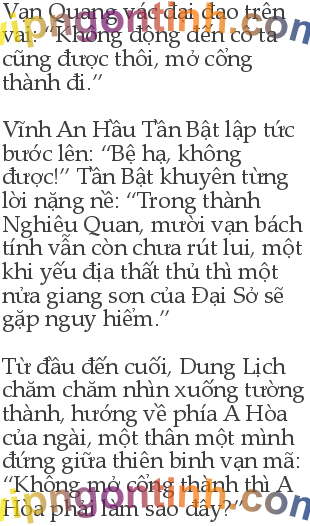 Vạn Quang vác đại đao trên
vai: “Không động đến cô ta
cũng được thôi, mở cổng
thành đi.”
Vĩnh An Hầu Tần Bật lập tức
bước lên: “Bệ hạ, không
được!” Tần Bật khuyên từng
lời nặng nề: “Trong thành
Nghiêu Quan, mười vạn bách
tính vẫn còn chưa rút lui, một
khi yếu địa thất thủ thì một
nửa giang sơn của Đại Sở sẽ
gặp nguy hiểm.”
Từ đầu đến cuối, Dung Lịch
chăm chăm nhìn xuống tường
thành, hướng về phía A Hòa
của ngài, một thân một mình
đứng giữa thiên binh vạn mã:
“Không mở cổng thành thì A
Hòa phải làm sao đây?”
vipngontinh.com
vipngontinh.com